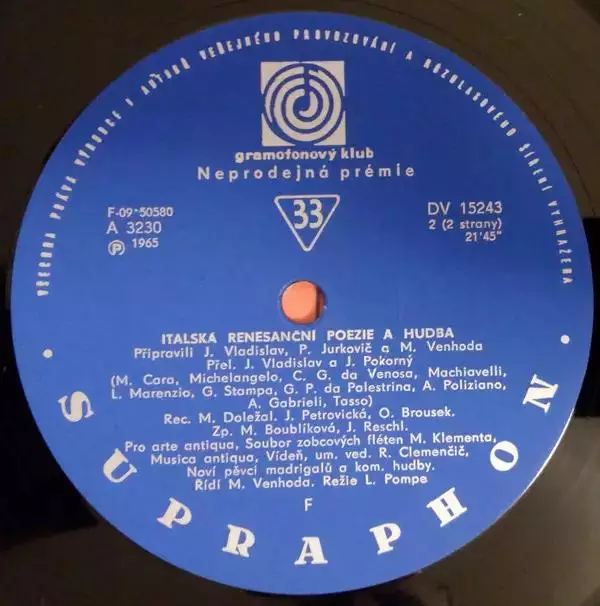 VŠECHNA PRÁVA VÝROBCE I AUTORŮ VEŘEJNÉHO PROVOZOVÁNÍ A ROZHLASOVÉHO ŠÍŘENÍ VYHRAŽENA
gramofonový klub
Neprodejná prémie
F-09*50580
A 3230
Ⓟ 1965
33
DV 15243
2 (2 strany)
21'45"
ITALSKÁ RENESANČNÍ POEZIE A HUDBA
Připravili J. Vladislav, P. Jurkovič a M. Venhoda
Přel. J. Vladislav a J. Pokorný
(M. Cara, Michelangelo, C. G. da Venosa, Machiavelli,
L. Marenzio, G. Stampa, G. P. da Palestrina, A. Poliziano,
A. Gabrieli, Tasso)
Rec. M. Doležal. J. Petrovická, O. Brousek.
Zp. M. Boublíková, J. Reschl.
Pro arte antiqua, Soubor zobcových fléten M. Klementa,
Musica antiqua, Vídeň, um. ved. R. Clemenčič,
Noví pěvci madrigalů a kom. hudby.
Řídí M. Venhoda. Režie L. Pompe
F
• SUPRAPHON •